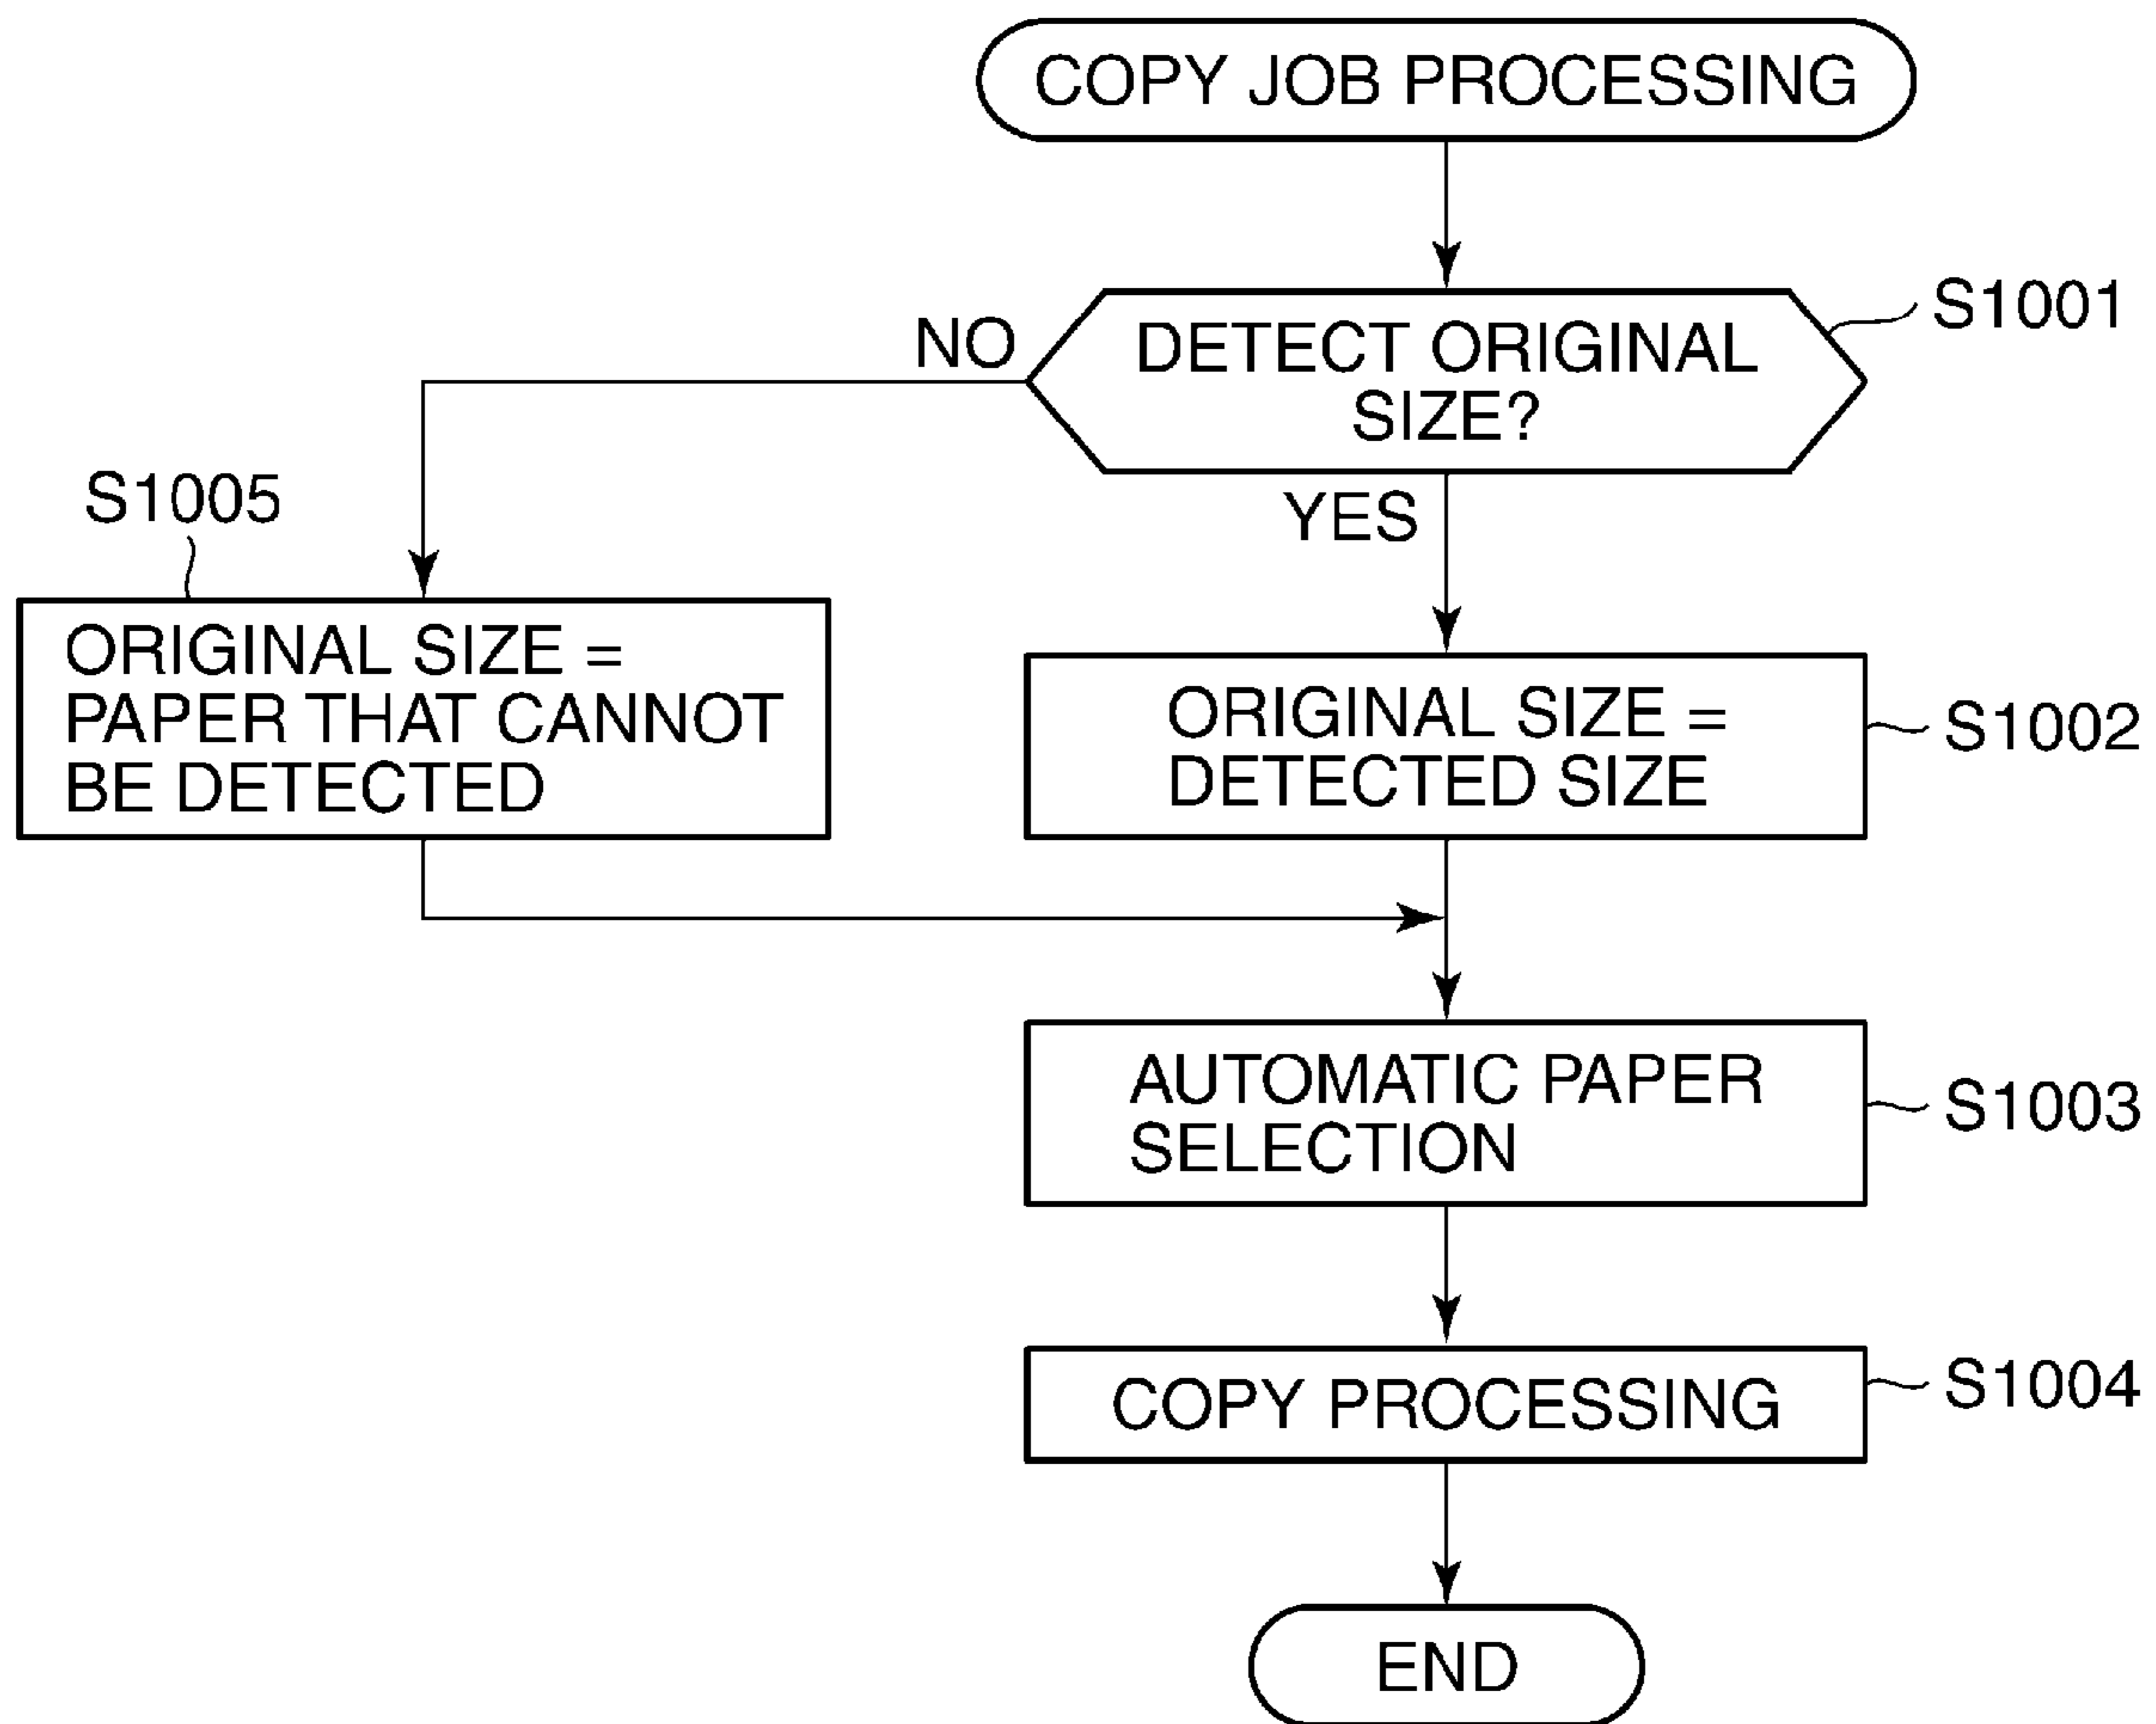 COPY JOB PROCESSING
S1001
NO
DETECT ORIGINAL
SIZE?
YES
S1005
ORIGINAL SIZE =
PAPER THAT CANNOT
BE DETECTED
ORIGINAL SIZE =
DETECTED SIZE
S1002
AUTOMATIC PAPER
SELECTION
S1003
COPY PROCESSING
S1004
END